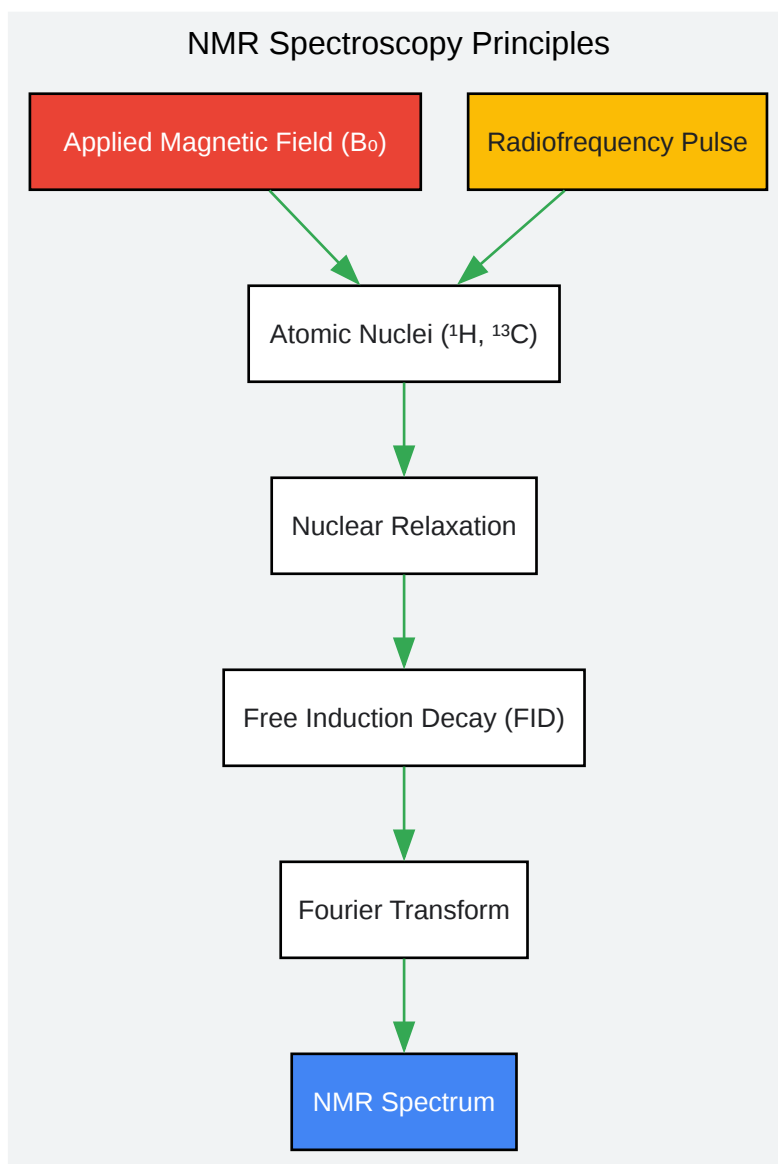 NMR Spectroscopy Principles
Applied Magnetic Field (B₀)
Radiofrequency Pulse
Atomic Nuclei (¹H, ¹³C)
Nuclear Relaxation
Free Induction Decay (FID)
Fourier Transform
NMR Spectrum